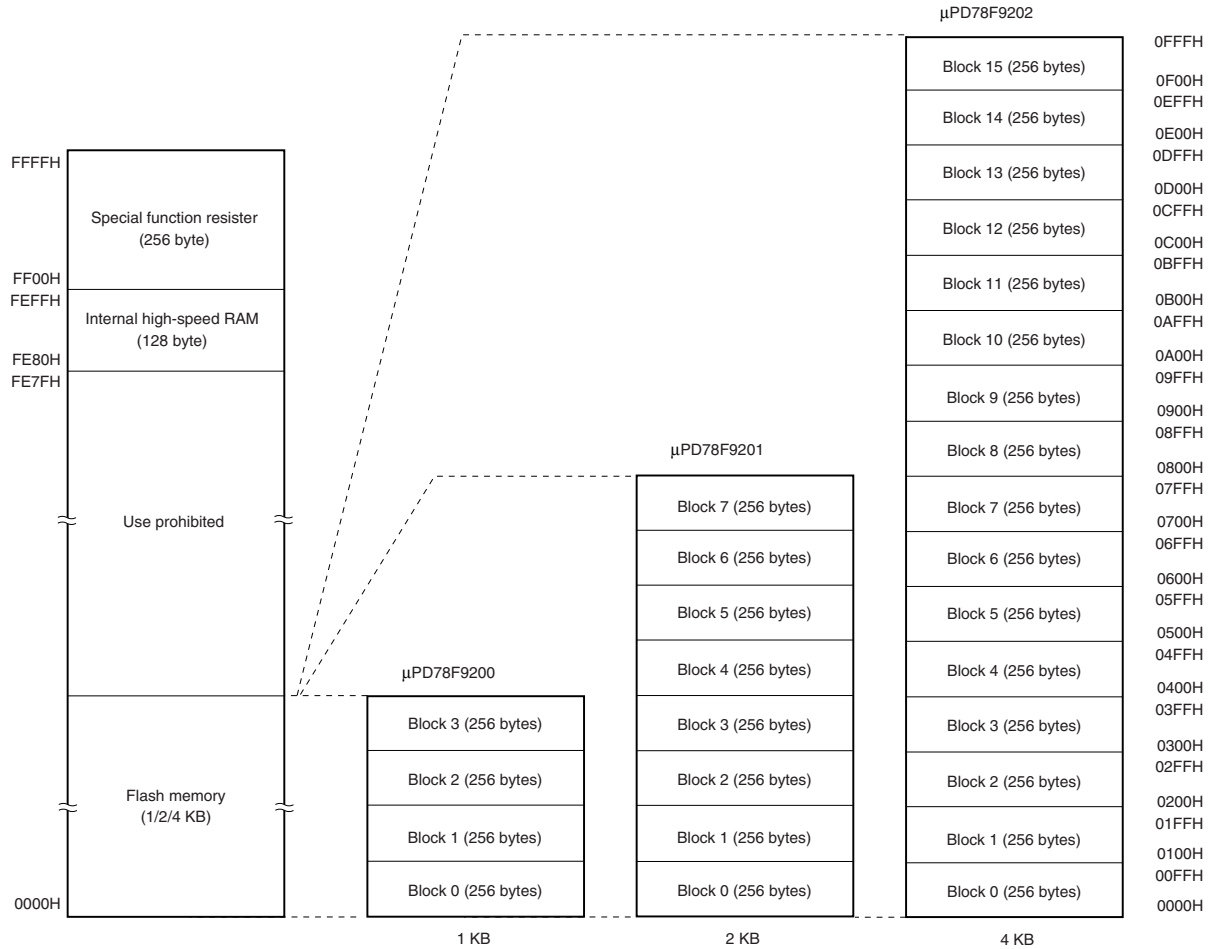 FFFFH
Special function resister
(256 byte)
FF00H
FEFFH
Internal high-speed RAM
(128 byte)
FE80H
FE7FH
Use prohibited
Flash memory
(1/2/4 KB)
0000H
μPD78F9200
Block 3 (256 bytes)
Block 2 (256 bytes)
Block 1 (256 bytes)
Block 0 (256 bytes)
1 KB
μPD78F9201
Block 7 (256 bytes)
Block 6 (256 bytes)
Block 5 (256 bytes)
Block 4 (256 bytes)
Block 3 (256 bytes)
Block 2 (256 bytes)
Block 1 (256 bytes)
Block 0 (256 bytes)
2 KB
μPD78F9202
Block 15 (256 bytes)
Block 14 (256 bytes)
Block 13 (256 bytes)
Block 12 (256 bytes)
Block 11 (256 bytes)
Block 10 (256 bytes)
Block 9 (256 bytes)
Block 8 (256 bytes)
Block 7 (256 bytes)
Block 6 (256 bytes)
Block 5 (256 bytes)
Block 4 (256 bytes)
Block 3 (256 bytes)
Block 2 (256 bytes)
Block 1 (256 bytes)
Block 0 (256 bytes)
4 KB
0FFFH
0F00H
0EFFH
0E00H
0DFFH
0D00H
0CFFH
0C00H
0BFFH
0B00H
0AFFH
0A00H
09FFH
0900H
08FFH
0800H
07FFH
0700H
06FFH
0600H
05FFH
0500H
04FFH
0400H
03FFH
0300H
02FFH
0200H
01FFH
0100H
00FFH
0000H